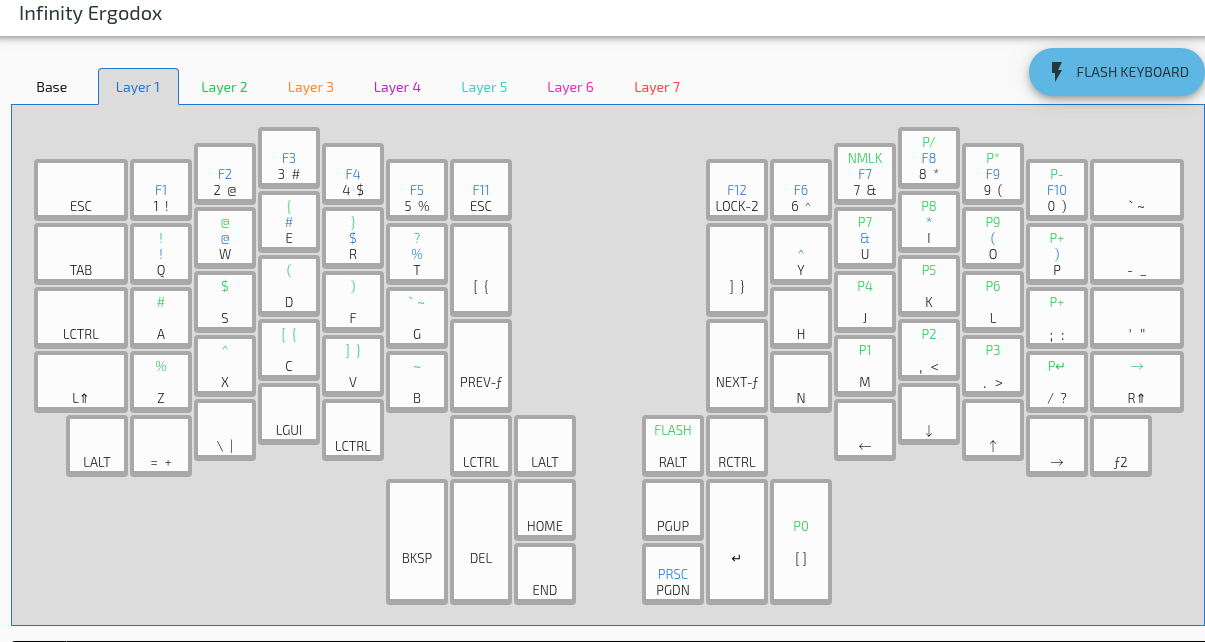 Infinity Ergodox
Base Layer 1 Layer 2 Layer 3 Layer 4 Layer 5 Layer 6 Layer 7
FLASH KEYBOARD
ESC
F1
1 !
F2
2 @
F3
3 #
F4
4 $
F5
5 %
F11
ESC
TAB
!
!
Q
@
@
W
{
#
E
}
$
R
?
%
T
[ {
LCTRL
#
A
$
S
(
D
)
F
` ~
G
L⇑
%
Z
^
X
[ {
C
] }
V
~
B
PREV-ƒ
LALT
= +
\ |
LGUI
LCTRL
LCTRL
LALT
BKSP
DEL
HOME
END
F12
LOCK-2
F6
6 ^
NMLK
F7
7 &
P/
F8
8 *
P*
F9
9 (
P-
F10
0 )
` ~
] }
^
Y
P7
&
U
P8
*
I
P9
(
O
P+
)
P
- _
H
P4
J
P5
K
P6
L
P+
; :
' "
NEXT-ƒ
N
P1
M
P2
, <
P3
. >
P↵
/ ?
→
R⇑
FLASH
RALT
RCTRL
←
↓
↑
→
ƒ2
PGUP
PRSC
PGDN
↵
P0
[ ]